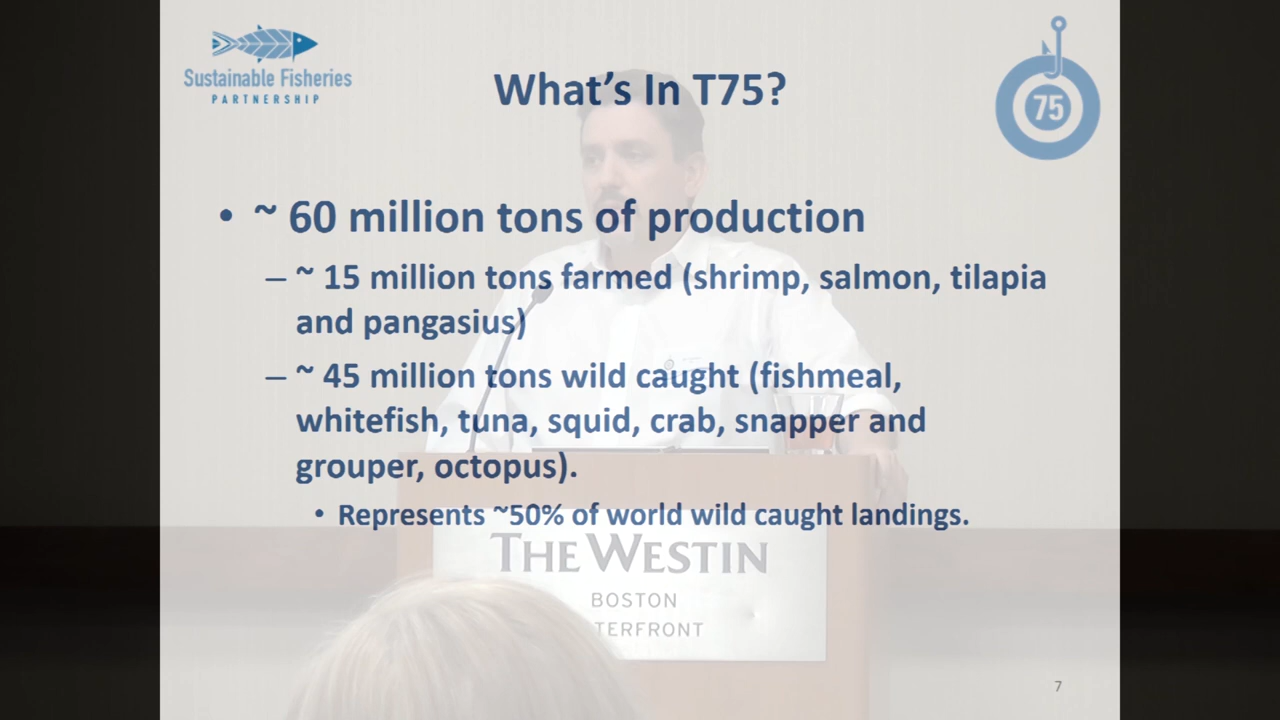 Sustainable Fisheries
PARTNERSHIP
What's In T75?
75
• ~ 60 million tons of production
– ~ 15 million tons farmed (shrimp, salmon, tilapia
and pangasius)
– ~ 45 million tons wild caught (fishmeal,
whitefish, tuna, squid, crab, snapper and
grouper, octopus).
• Represents ~50% of world wild caught landings.
THE WESTIN
BOSTON
TERFRONT
7